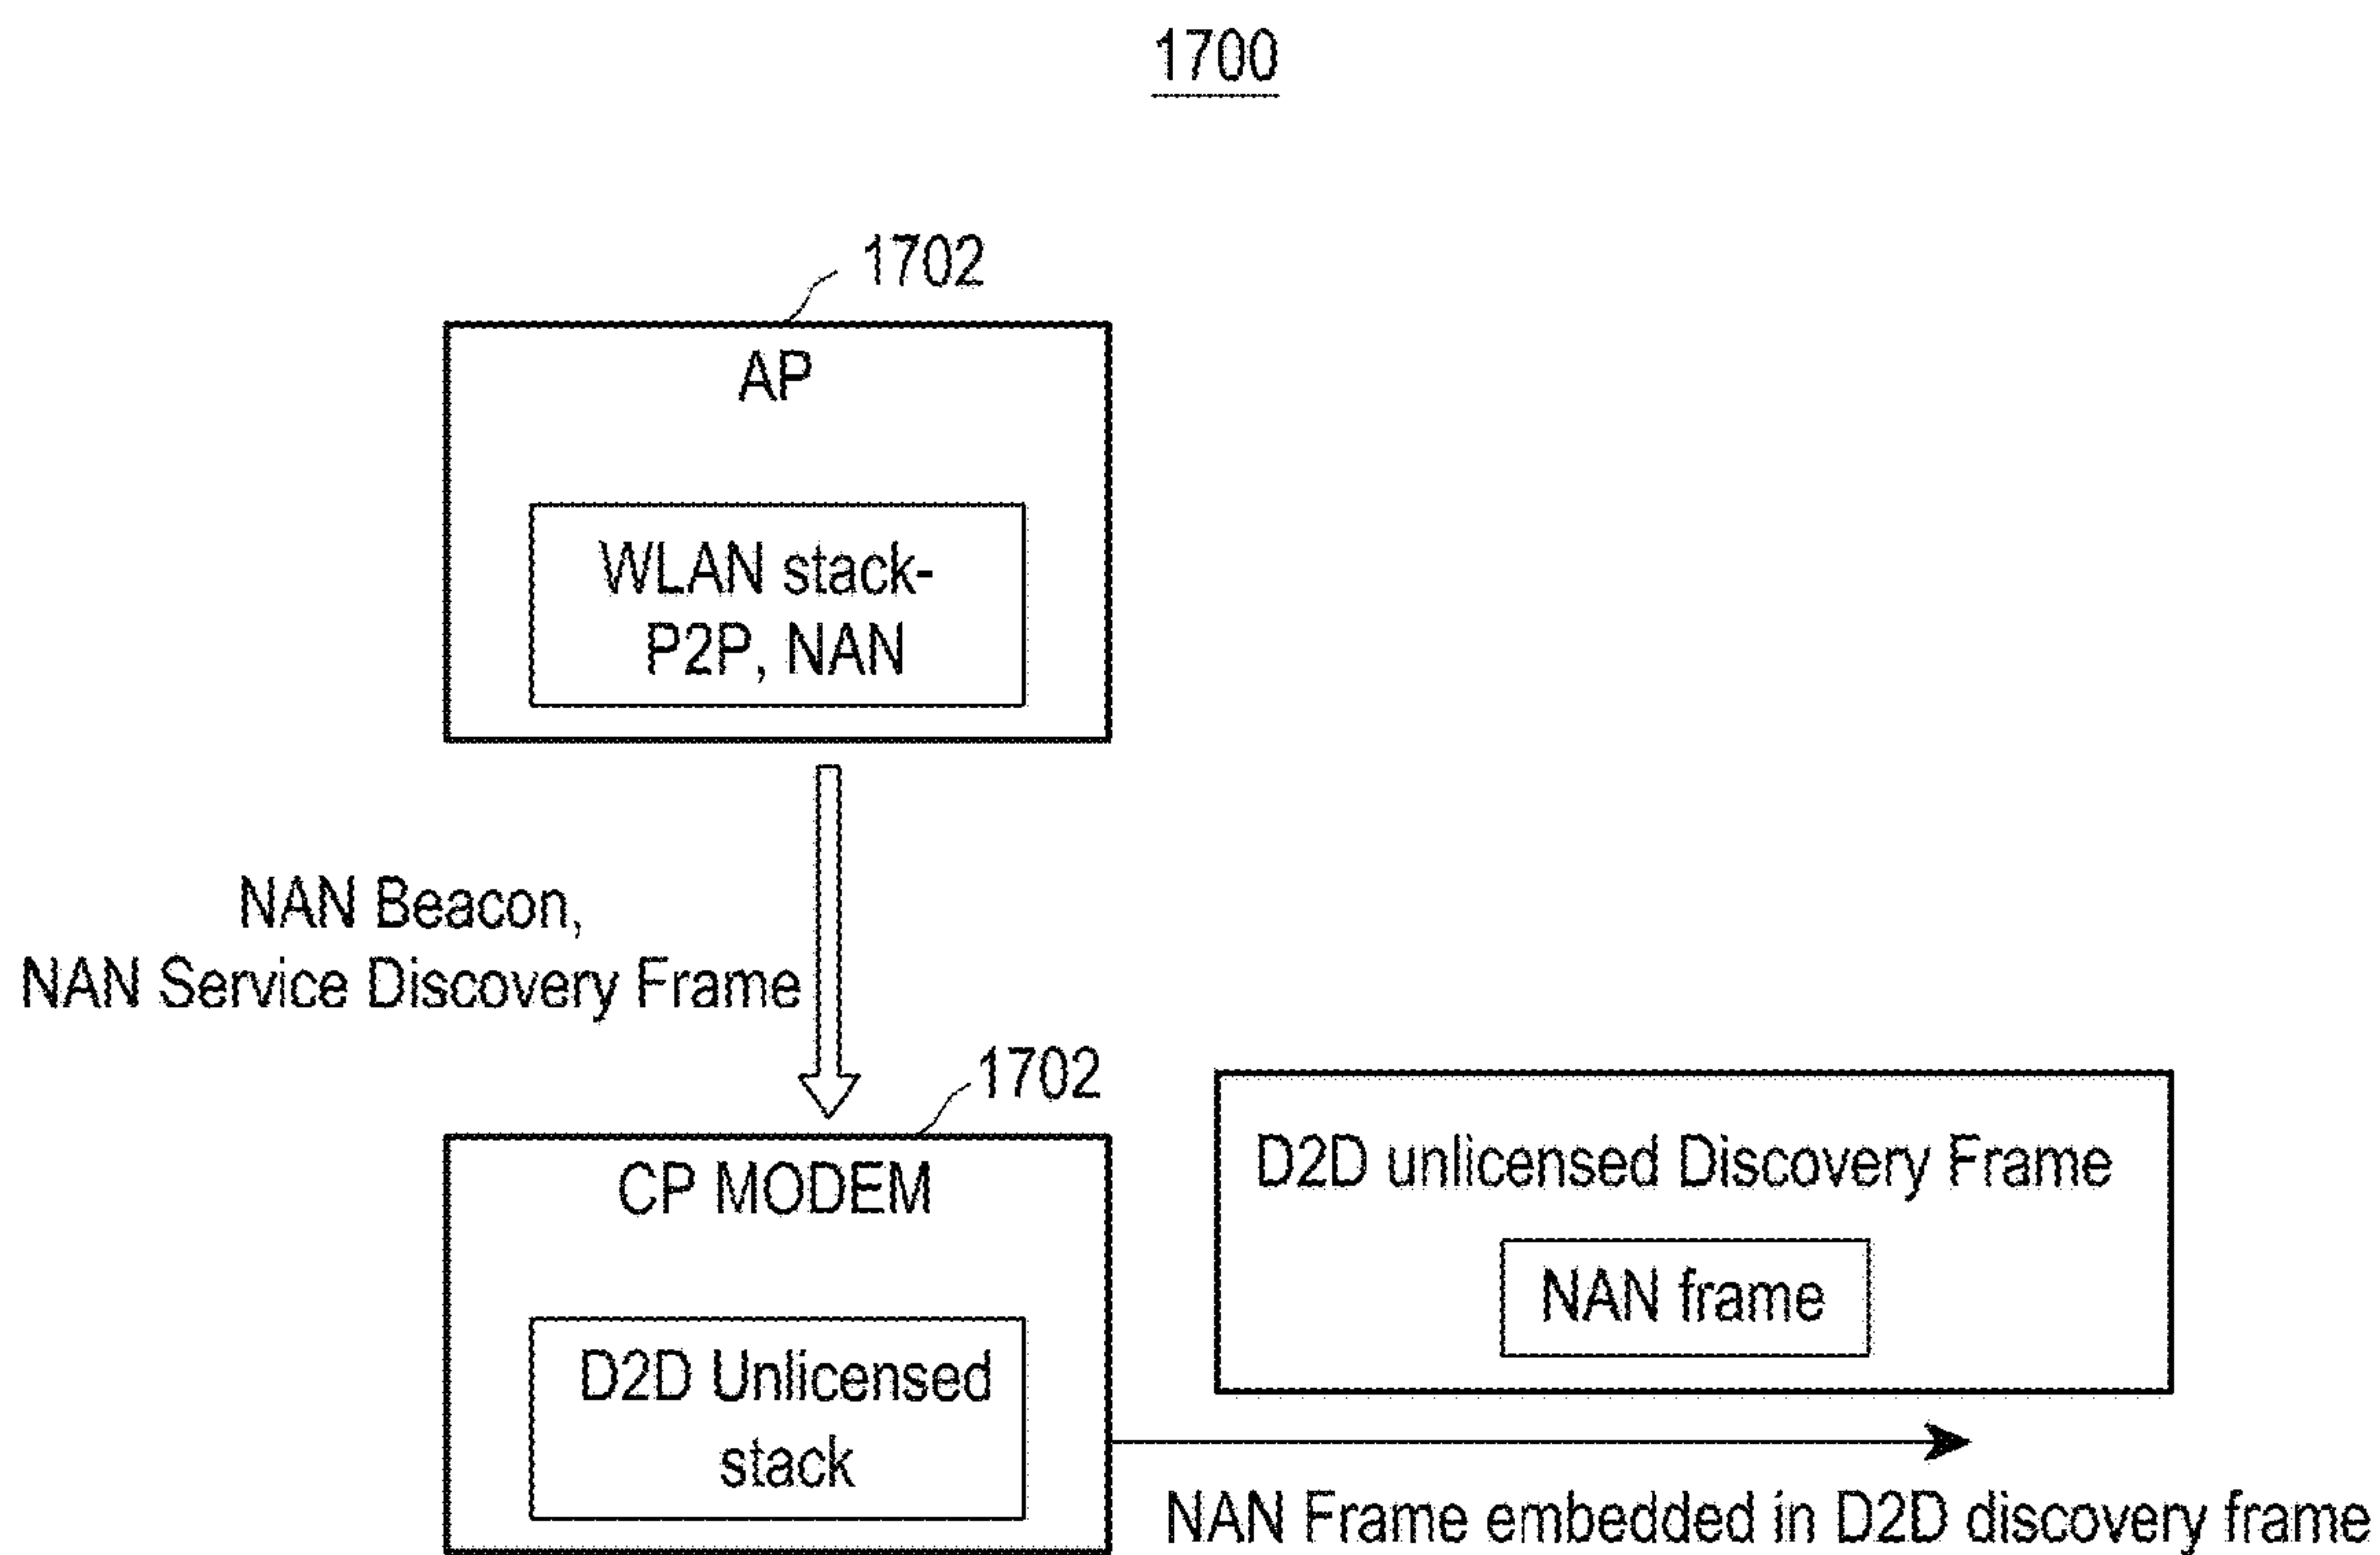 1700
1702
AP
WLAN stack-
P2P, NAN
NAN Beacon,
NAN Service Discovery Frame
1702
CP MODEM
D2D Unlicensed
stack
D2D unlicensed Discovery Frame
NAN frame
NAN Frame embedded in D2D discovery frame